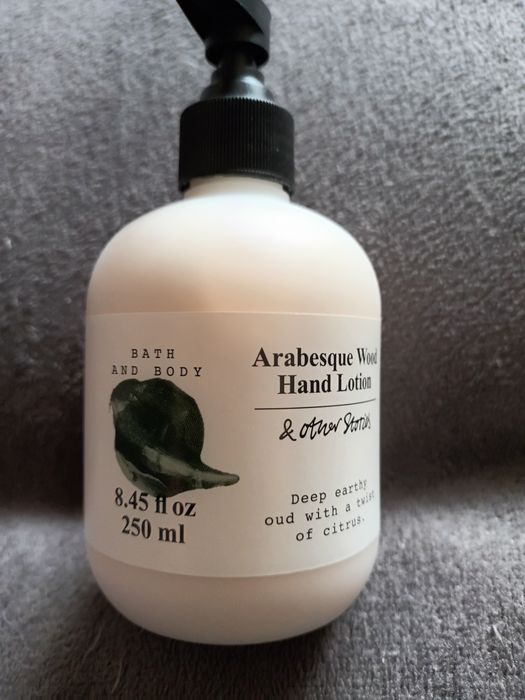 BATH
AND BODY
8.45 fl oz
250 ml
Arabesque Wood
Hand Lotion
& other Stories
Deep earthy
oud with a twist
of citrus.